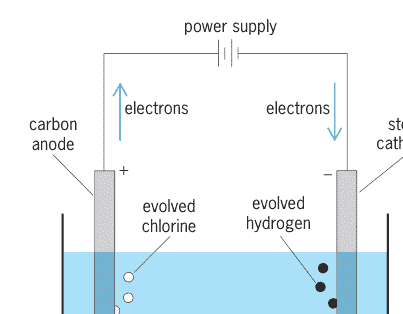 power supply
electrons
electrons
carbon
anode
+
−
evolved
chlorine
evolved
hydrogen